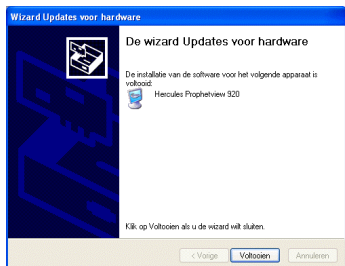 Wizard Updates voor hardware
De wizard Updates voor hardware
De installatie van de software voor het volgende apparaat is
voltooid:
Hercules Prophetview 920
Klik op Voltooien als u de wizard wilt sluiten.
< Vorige
Voltooien
Annuleren